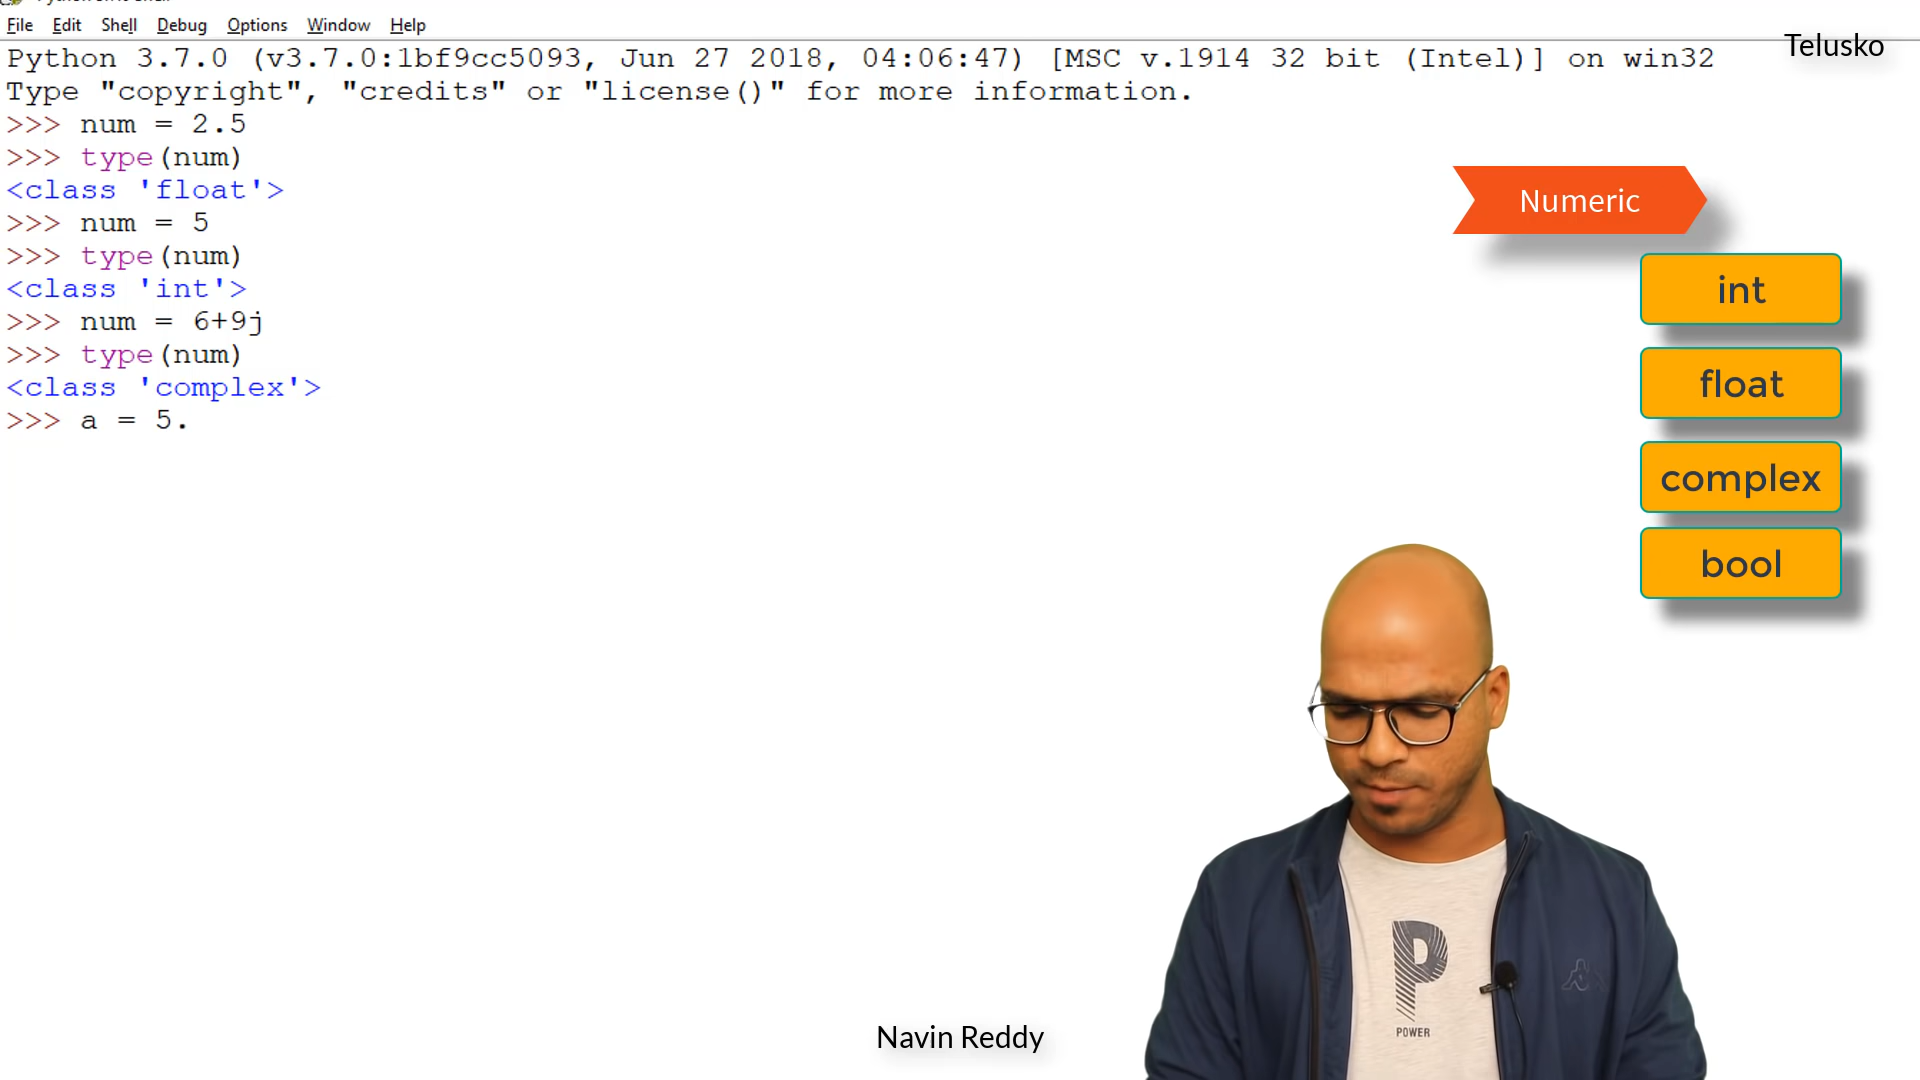 File Edit Shell Debug Options Window Help
Python 3.7.0 (v3.7.0:1bf9cc5093, Jun 27 2018, 04:06:47) [MSC v.1914 32 bit (Intel)] on win32
Telusko
Type "copyright", "credits" or "license()" for more information.
>>> num = 2.5
>>> type(num)
<class 'float'>
>>> num = 5
>>> type(num)
<class 'int'>
>>> num = 6+9j
>>> type(num)
<class 'complex'>
>>> a = 5.
Numeric
int
float
complex
bool
P
POWER
Navin Reddy